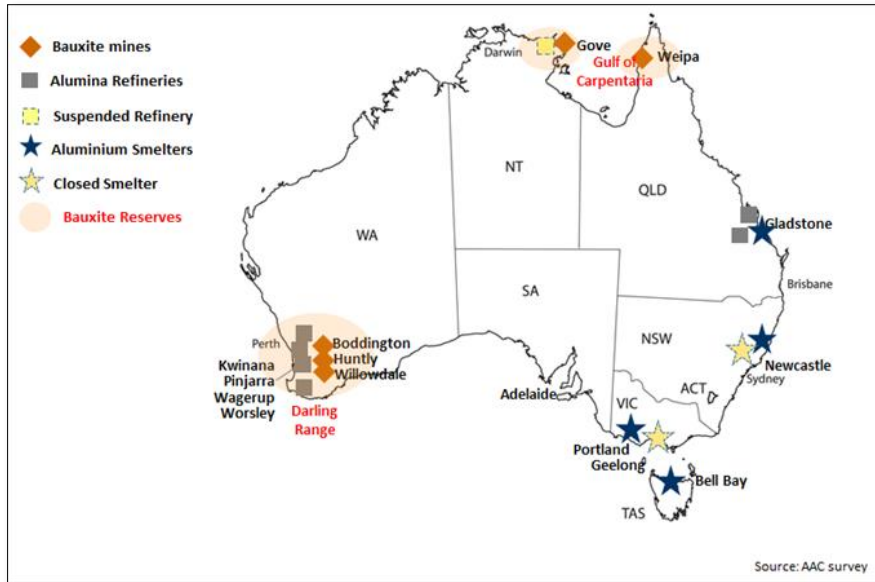 Bauxite mines
Alumina Refineries
Suspended Refinery
Aluminium Smelters
Closed Smelter
Bauxite Reserves
Darwin
Gove
Gulf of
Carpentaria
Weipa
NT
QLD
WA
Gladstone
SA
Brisbane
NSW
Perth
Boddington
Huntly
Willowdale
Kwinana
Pinjarra
Wagerup
Worsley
Darling
Range
Newcastle
Sydney
Adelaide
ACT
VIC
Portland
Geelong
Bell Bay
TAS
Source: AAC survey